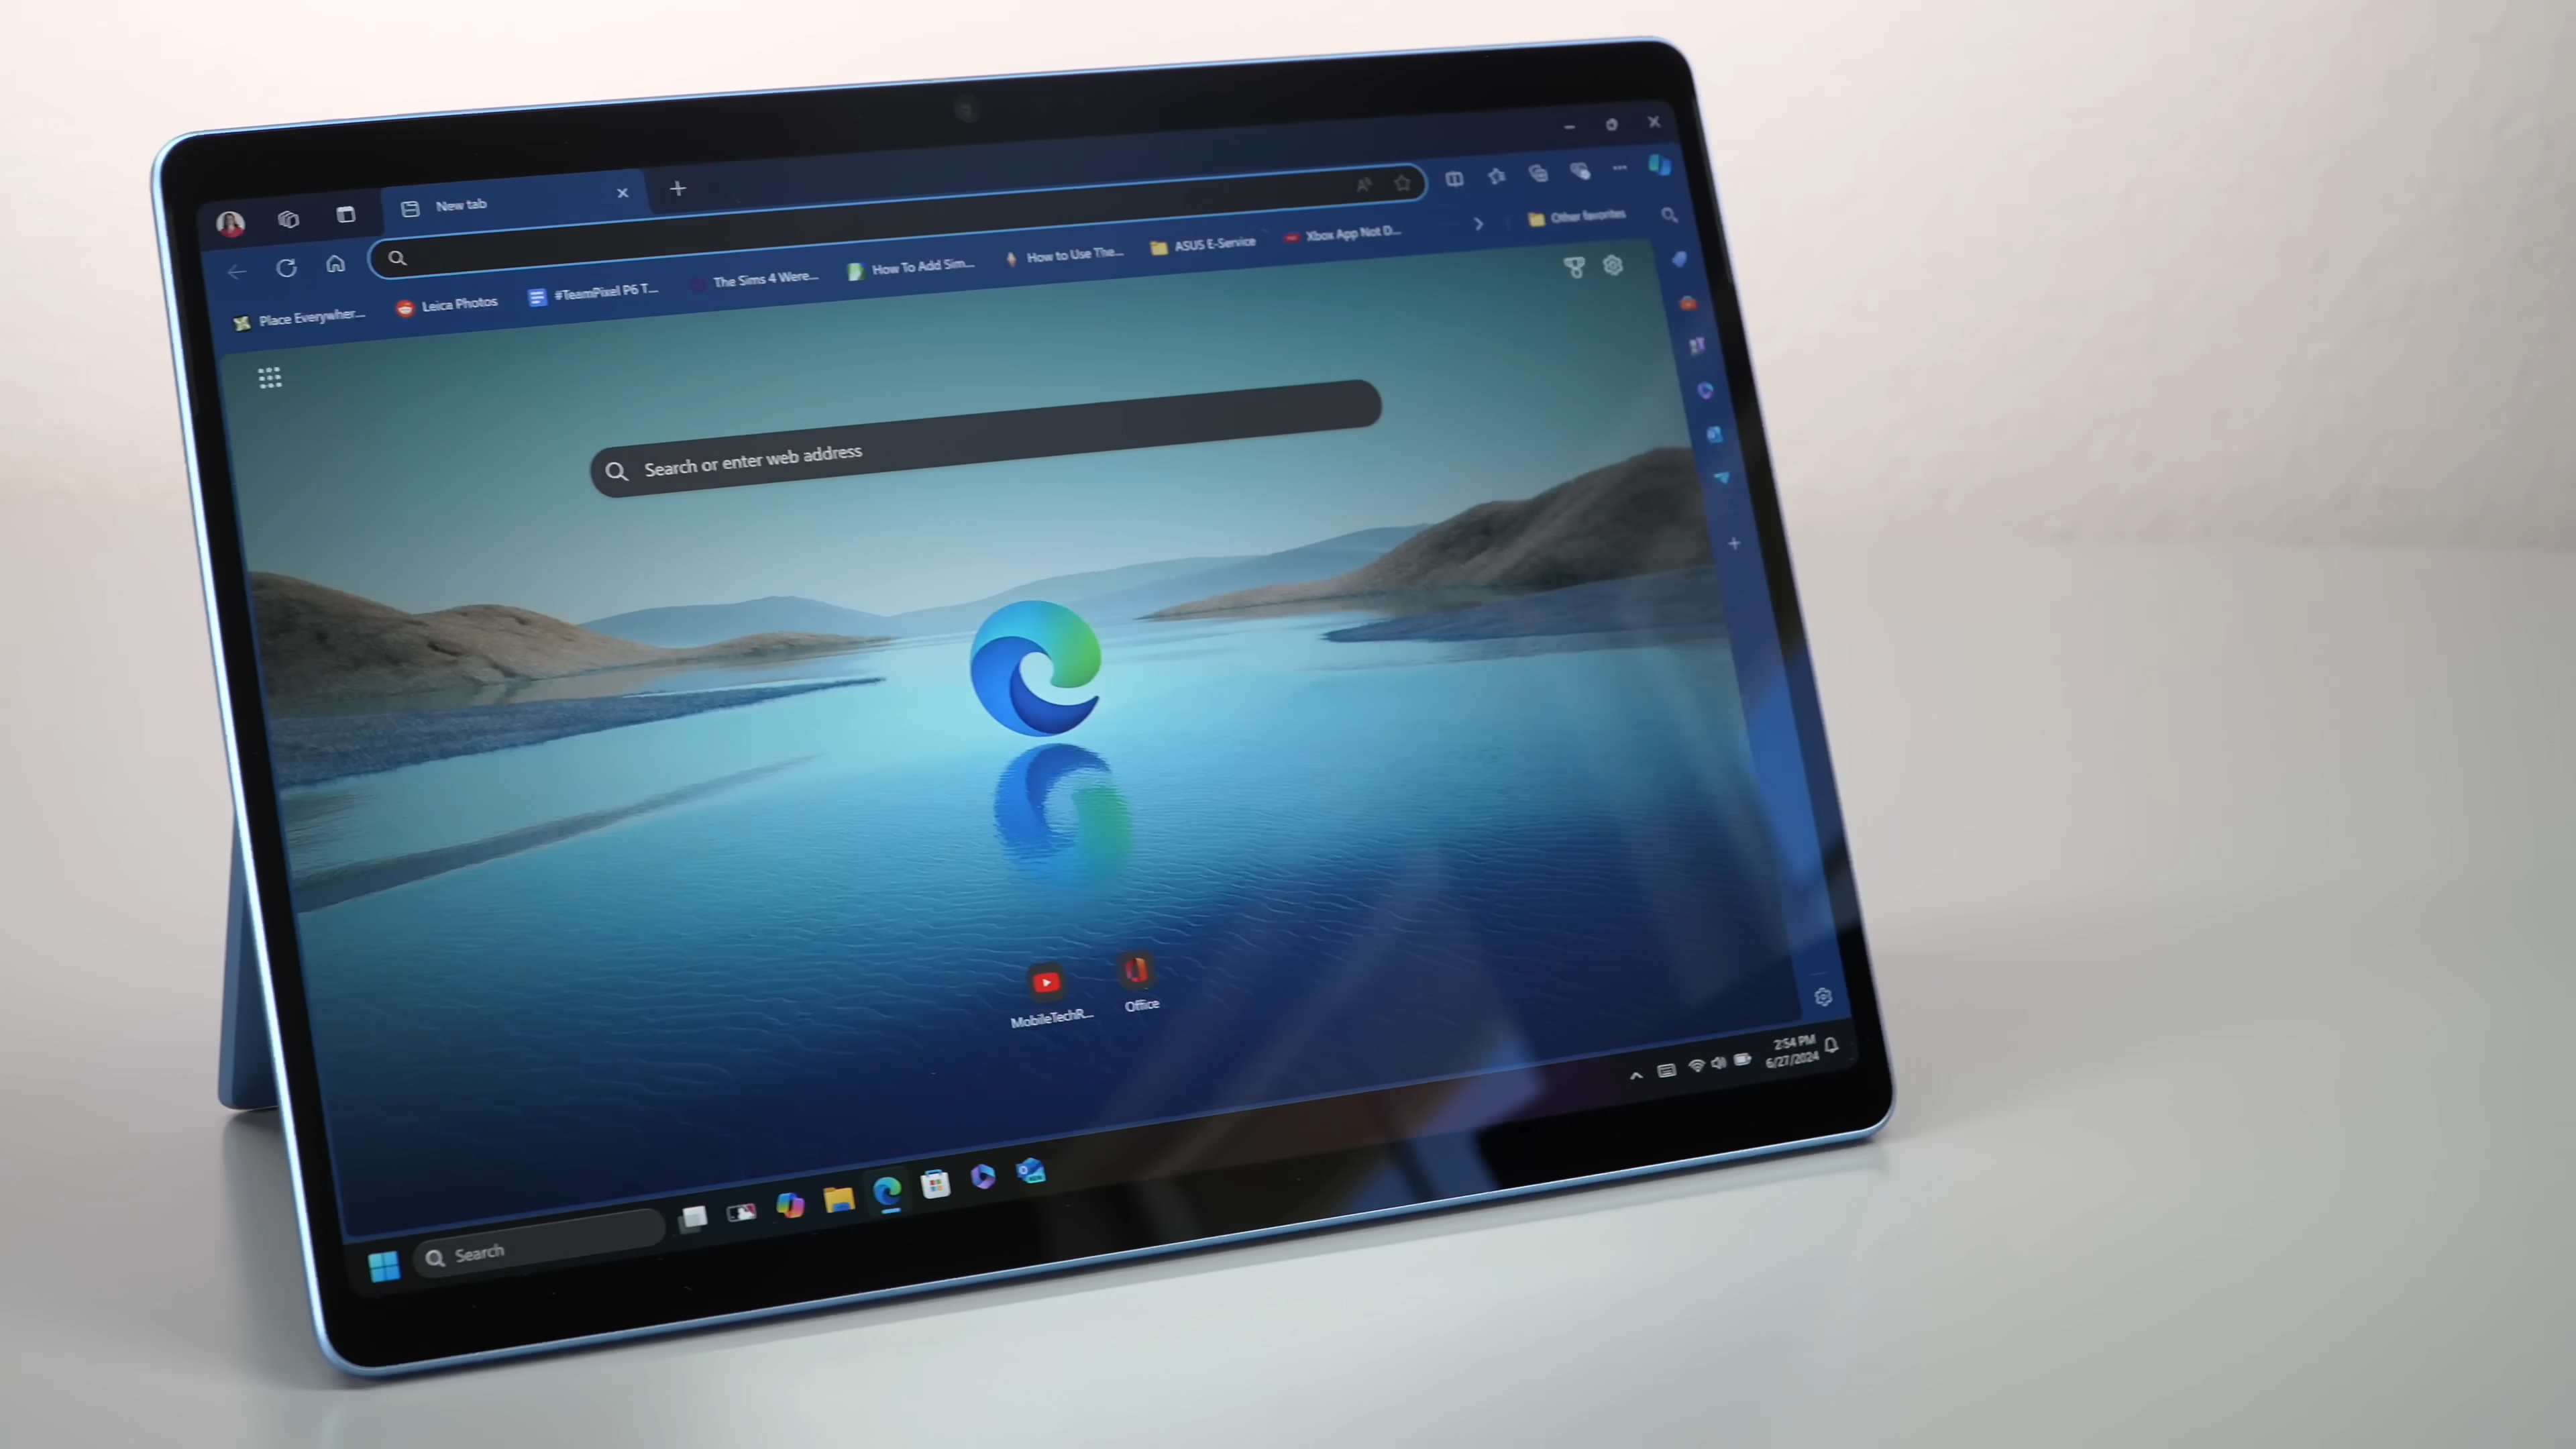 New tab
Place Everywher...
Leica Photos
#TeamPixel P6 T...
The Sims 4 Were...
How To Add Sim...
How to Use The...
ASUS E-Service
Xbox App Not D...
Other favorites
Search or enter web address
MobileTechR...
Office
Search
2:54 PM
6/27/2024